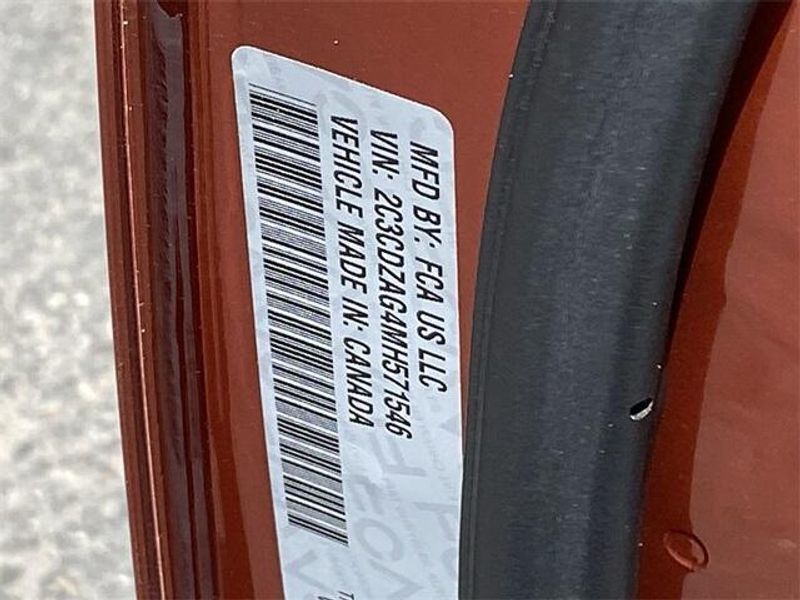 MFD BY: FCA US LLC
VIN: 2C3CDZAG4MH571546
VEHICLE MADE IN: CANADA